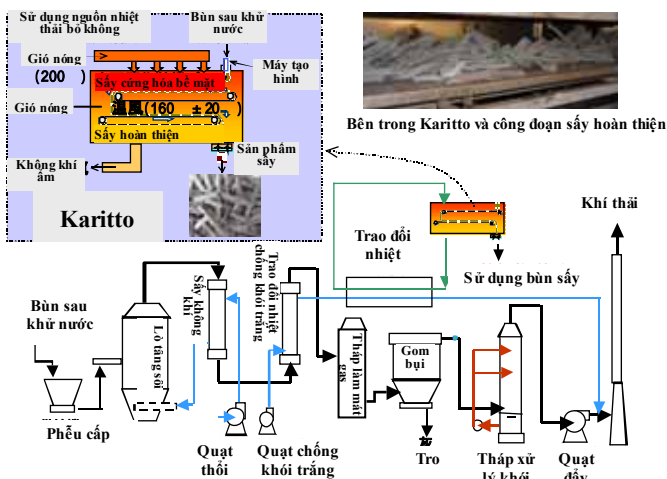 Sử dụng nguồn nhiệt
thải bỏ không
Bùn sau khử
nước
Gió nóng
(200 )
Máy tạo
hình
Sấy cứng hóa bề mặt
Gió nóng
温風(160 ±20 )
Sấy hoàn thiện
Không khí
ẩm
Sản phẩm
sấy
Karitto
Bên trong Karitto và công đoạn sấy hoàn thiện
Trao đổi
nhiệt
Khí thải
Sử dụng bùn sấy
Bùn sau
khử nước
Phễu cấp
Lò tầng sôi
Sấy không
khí
Trao đổi nhiệt
chống khói trắng
Tháp làm mát
gas
Gom
bụi
Tro
Quạt
thổi
Quạt chống
khói trắng
Tháp xử
lý khói
Quạt
đẩy